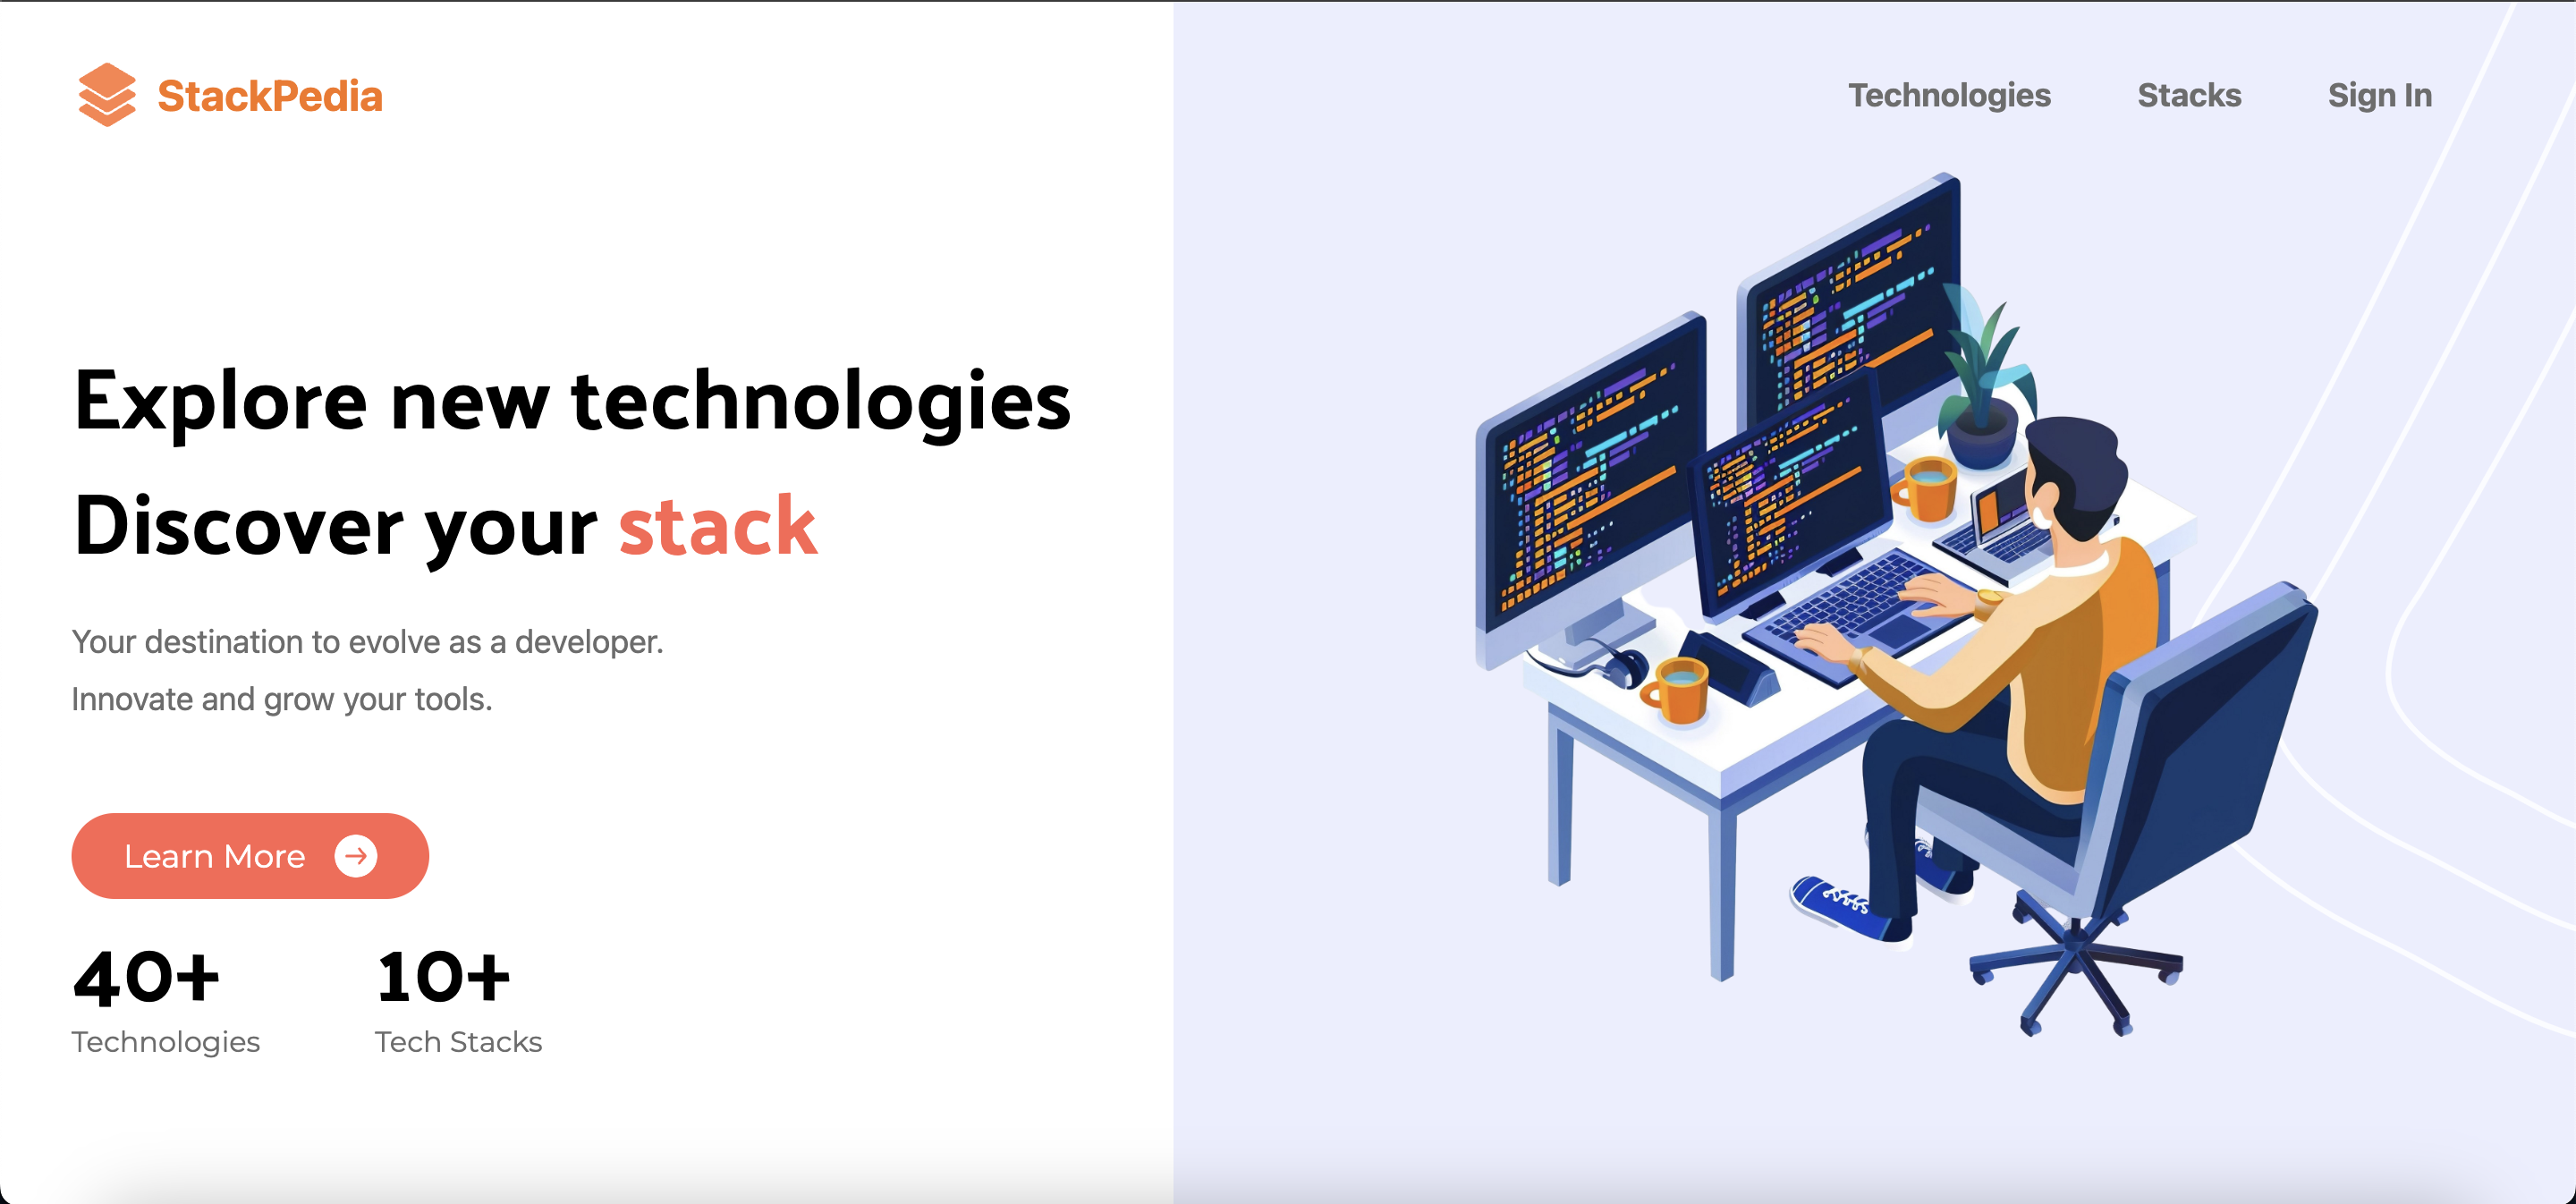 StackPedia
Technologies
Stacks
Sign In
Explore new technologies
Discover your stack
Your destination to evolve as a developer.
Innovate and grow your tools.
Learn More
40+
Technologies
10+
Tech Stacks